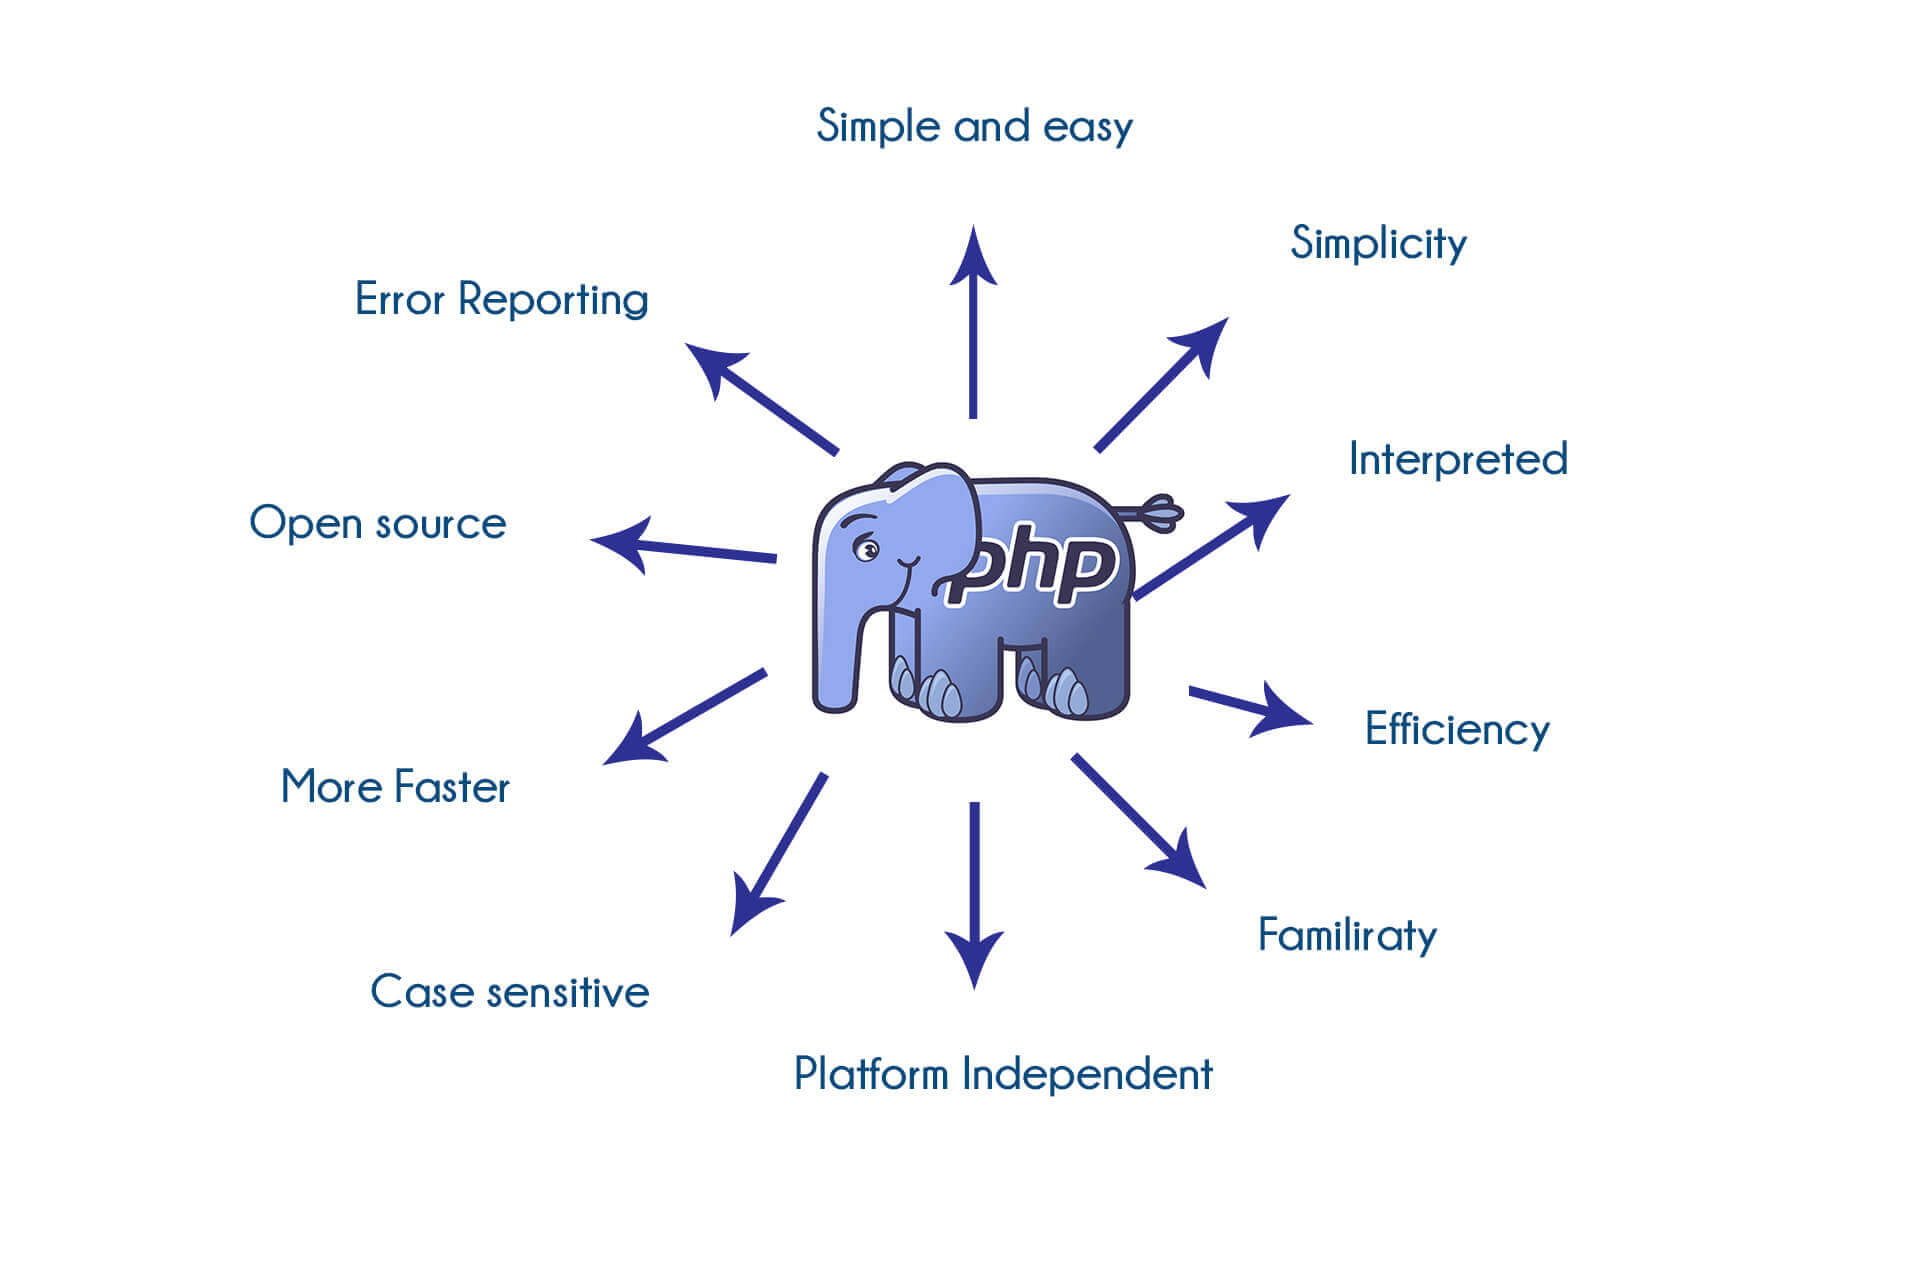 Simple and easy
Simplicity
Error Reporting
Interpreted
Open source
php
Efficiency
More Faster
Familiraty
Case sensitive
Platform Independent